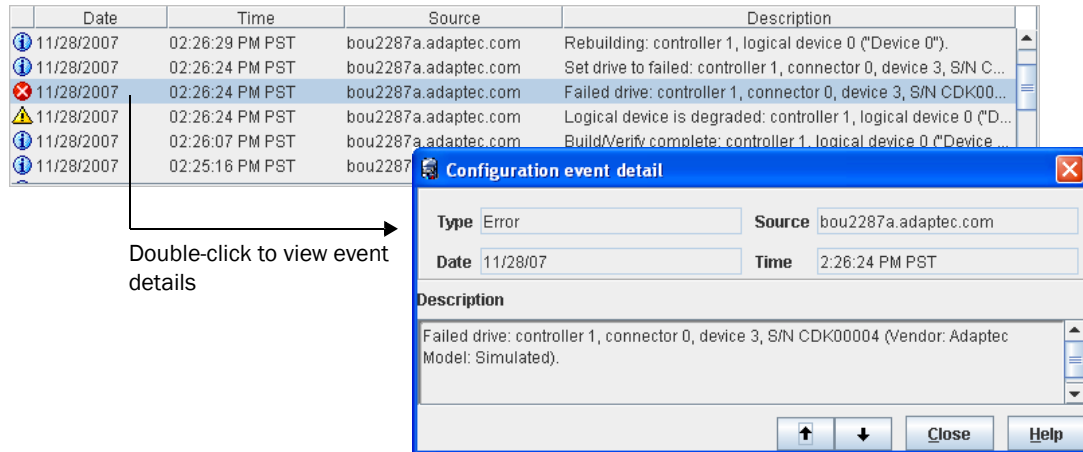 Date Time Source Description
11/28/2007 02:26:29 PM PST bou2287a.adaptec.com Rebuilding: controller 1, logical device 0 ("Device 0").
11/28/2007 02:26:24 PM PST bou2287a.adaptec.com Set drive to failed: controller 1, connector 0, device 3, S/N C...
11/28/2007 02:26:24 PM PST bou2287a.adaptec.com Failed drive: controller 1, connector 0, device 3, S/N CDK00...
11/28/2007 02:26:24 PM PST bou2287a.adaptec.com Logical device is degraded: controller 1, logical device 0 ("D...
11/28/2007 02:26:07 PM PST bou2287a.adaptec.com Build/Verify complete: controller 1, logical device 0 ("Device ...
11/28/2007 02:25:16 PM PST bou2287
Configuration event detail
Type Error Source bou2287a.adaptec.com
Date 11/28/07 Time 2:26:24 PM PST
Double-click to view event
details
Description
Failed drive: controller 1, connector 0, device 3, S/N CDK00004 (Vendor: Adaptec
Model: Simulated).
Close Help